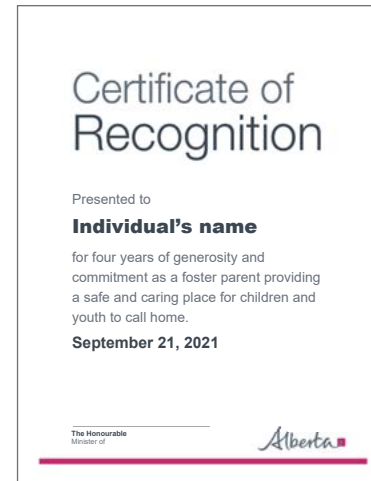 Certificate of
Recognition
Presented to
Individual's name
for four years of generosity and
commitment as a foster parent providing
a safe and caring place for children and
youth to call home.
September 21, 2021
The Honourable
Minister of
Alberta